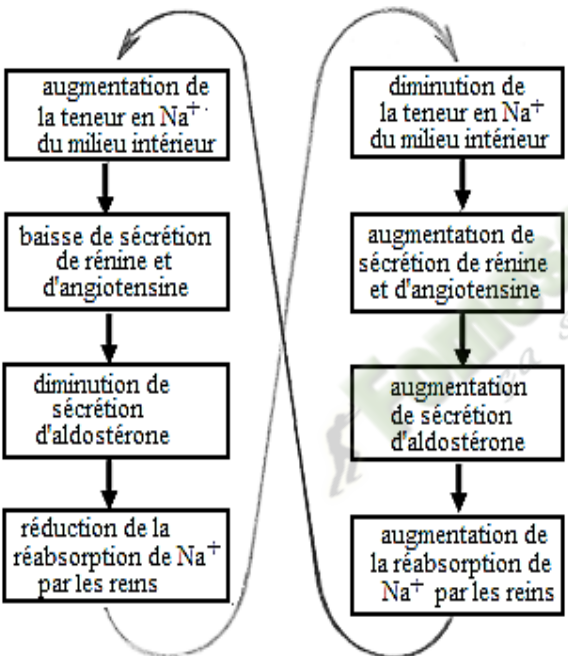 augmentation de
la teneur en Na+
du milieu intérieur
baisse de sécrétion
de rénine et
d'angiotensine
diminution de
sécrétion
d'aldostérone
réduction de la
réabsorption de Na+
par les reins
diminution de
la teneur en Na+
du milieu intérieur
augmentation de
sécrétion de rénine
et d'angiotensine
augmentation
de sécrétion
d'aldostérone
augmentation de
la réabsorption de
Na+ par les reins